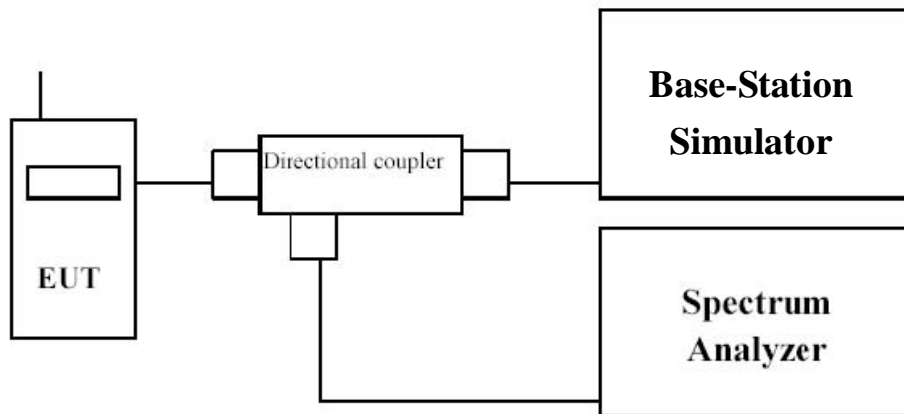 Base-Station
Simulator
Directional coupler
EUT
Spectrum
Analyzer